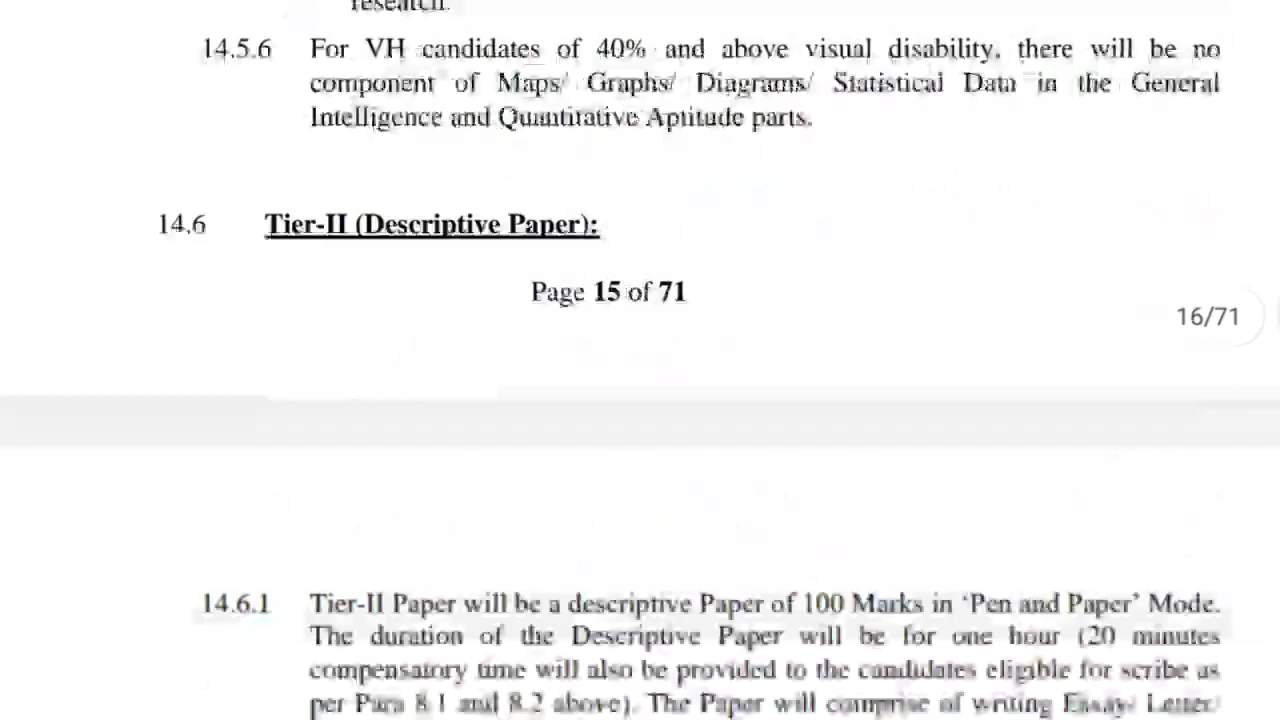 research.
14.5.6 For VH candidates of 40% and above visual disability, there will be no
component of Maps/ Graphs/ Diagrams/ Statistical Data in the General
Intelligence and Quantitative Aptitude parts.
14.6 Tier-II (Descriptive Paper):
Page 15 of 71
16/71
14.6.1 Tier-II Paper will be a descriptive Paper of 100 Marks in ‘Pen and Paper’ Mode.
The duration of the Descriptive Paper will be for one hour (20 minutes
compensatory time will also be provided to the candidates eligible for scribe as
per Para 8.1 and 8.2 above). The Paper will comprise of writing Essay/ Letter/